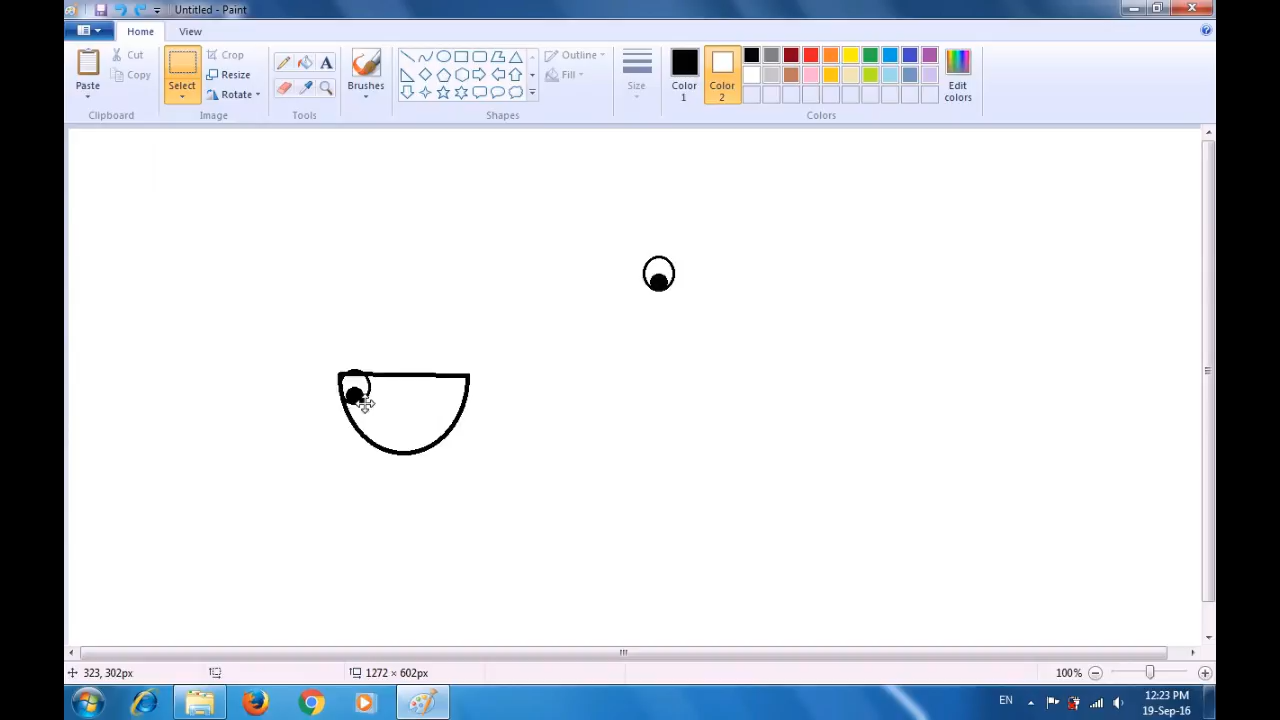 Untitled - Paint
Home View
Paste
Cut
Copy
Clipboard
Select
Crop
Resize
Rotate
Image
A
Tools
Brushes
Outline
Fill
Shapes
Size
Color 1
Color 2
Edit colors
Colors
323, 302px
1272 × 602px
100%
EN
12:23 PM
19-Sep-16